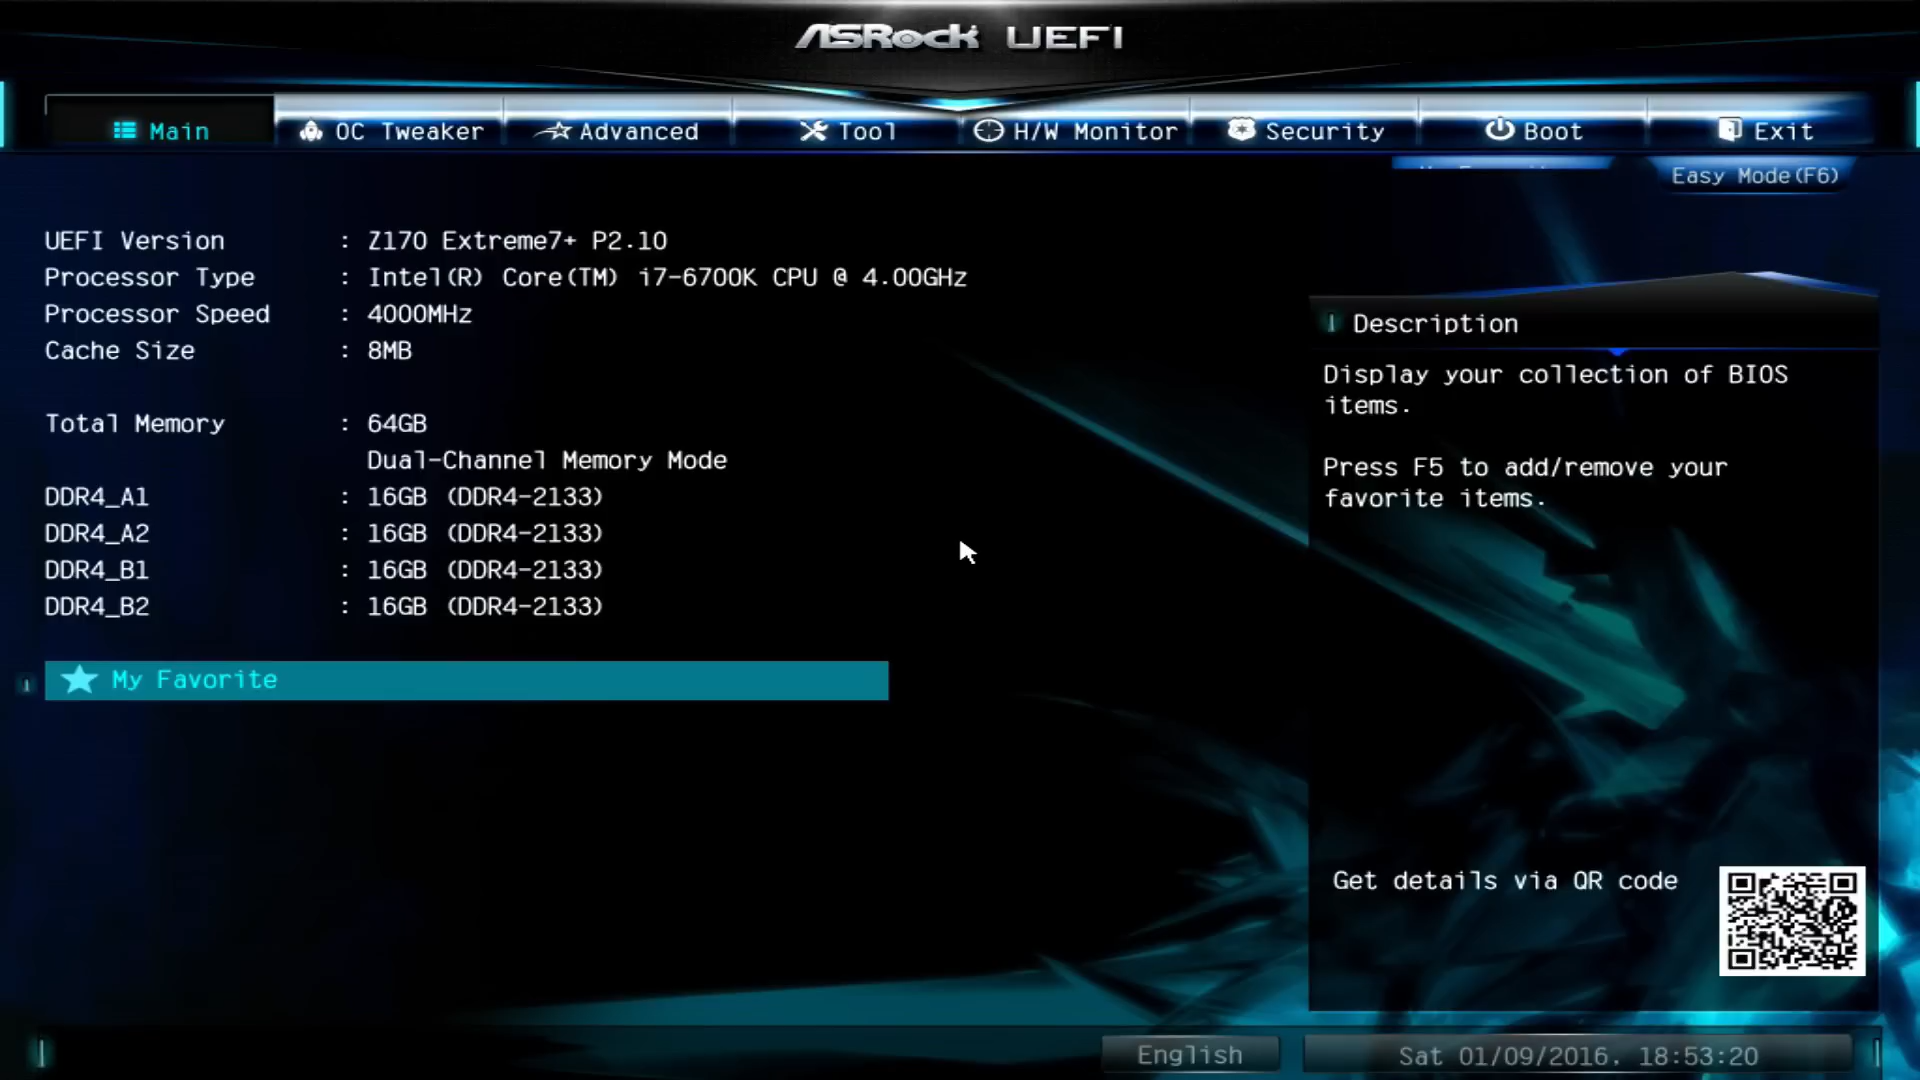 ASRock UEFI
Main OC Tweaker Advanced Tool H/W Monitor Security Boot Exit
Easy Mode(F6)
UEFI Version : Z170 Extreme7+ P2.10
Processor Type : Intel(R) Core(TM) i7-6700K CPU @ 4.00GHz
Processor Speed : 4000MHz
Cache Size : 8MB
Total Memory : 64GB
Dual-Channel Memory Mode
DDR4_A1 : 16GB (DDR4-2133)
DDR4_A2 : 16GB (DDR4-2133)
DDR4_B1 : 16GB (DDR4-2133)
DDR4_B2 : 16GB (DDR4-2133)
My Favorite
Description
Display your collection of BIOS
items.
Press F5 to add/remove your
favorite items.
Get details via QR code
English
Sat 01/09/2016. 18:53:20